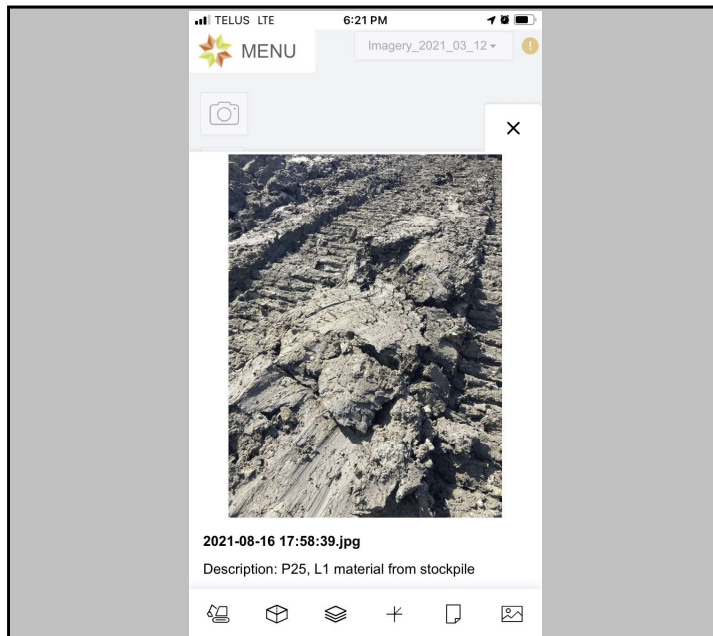 TELUS LTE 6:21 PM
MENU
Imagery_2021_03_12
!
2021-08-16 17:58:39.jpg
Description: P25, L1 material from stockpile